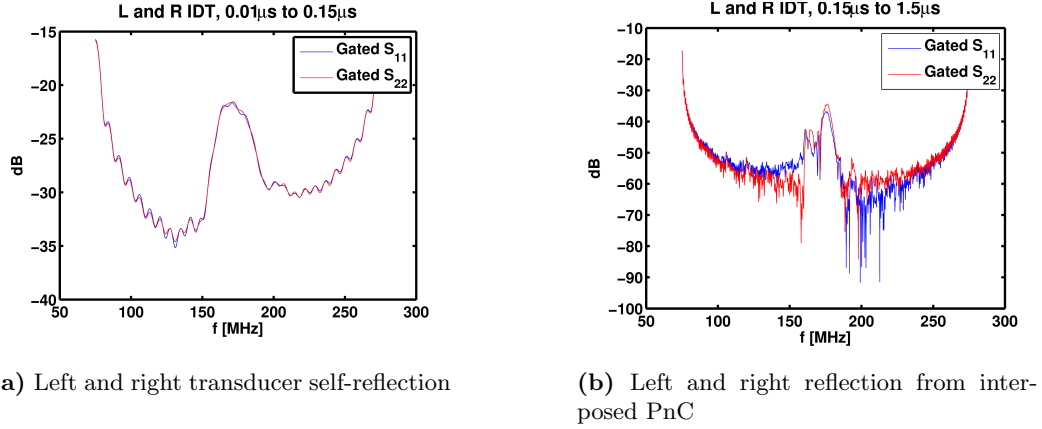 L and R IDT, 0.01µs to 0.15µs
−15
−20
−25
−30
−35
−40
dB
50
100
150
200
250
300
f [MHz]
Gated S11
Gated S22
a) Left and right transducer self-reflection
L and R IDT, 0.15µs to 1.5µs
−10
−20
−30
−40
−50
−60
−70
−80
−90
−100
dB
50
100
150
200
250
300
f [MHz]
Gated S11
Gated S22
(b) Left and right reflection from inter-
posed PnC